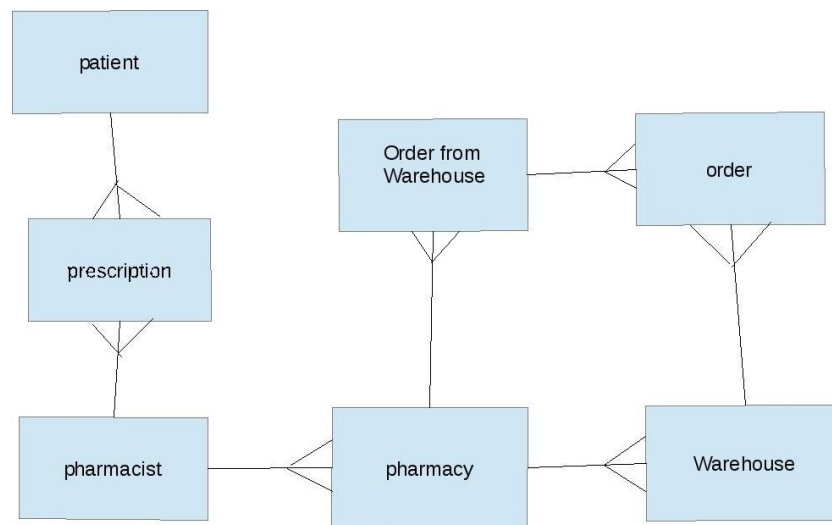 patient
Order from
Warehouse
order
prescription
pharmacist
pharmacy
Warehouse